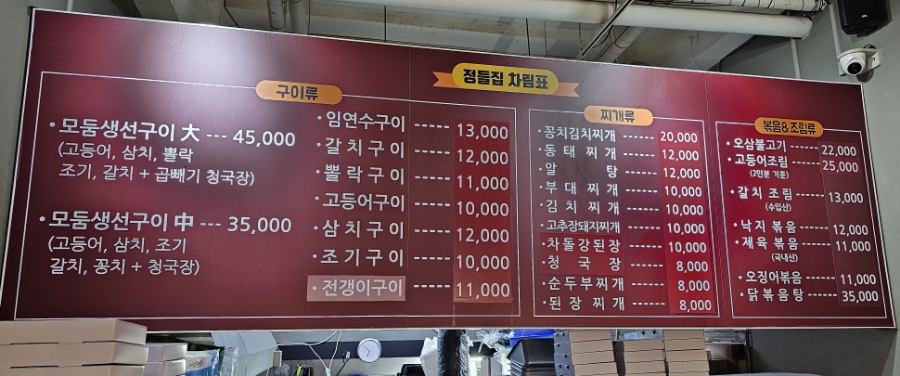 정들집 차림표
구이류
모둠생선구이 大 --- 45,000
(고등어, 삼치, 뽈락
조기, 갈치 + 곱빼기 청국장)
모둠생선구이 中 --- 35,000
(고등어, 삼치, 조기
갈치, 꽁치 + 청국장)
임연수구이 ----- 13,000
갈치구이 ----- 12,000
뽈락구이 ----- 11,000
고등어구이 ----- 10,000
삼치구이 ----- 12,000
조기구이 ----- 10,000
전갱이구이 ----- 11,000
찌개류
꽁치김치찌개 ---- 20,000
동태찌개 ---- 12,000
알탕 ---- 12,000
부대찌개 ---- 10,000
김치찌개 ---- 10,000
고추장돼지찌개 ---- 10,000
차돌강된장 ---- 10,000
청국장 ---- 8,000
순두부찌개 ---- 8,000
된장찌개 ---- 8,000
볶음& 조림류
오삼불고기 ---- 22,000
고등어조림 ---- 25,000
(2인분 기준)
갈치 조림 ---- 13,000
(수입산)
낙지 볶음 ---- 12,000
제육 볶음 ---- 11,000
(국내산)
오징어볶음 ---- 11,000
닭볶음탕 ---- 35,000